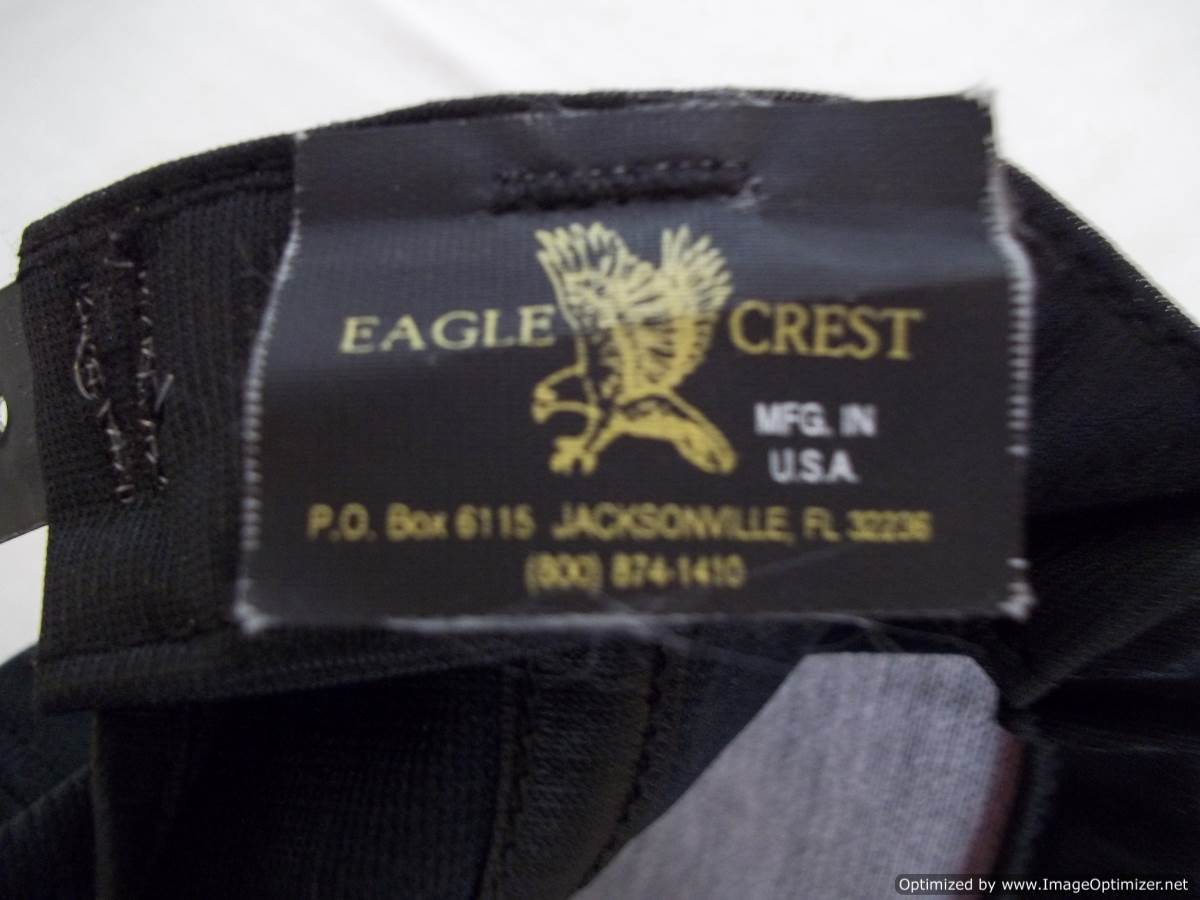 EAGLE CREST
MFG. IN
U.S.A.
P.O. Box 6115 JACKSONVILLE, FL 32236
(800) 874-1410
Optimized by www.ImageOptimizer.net